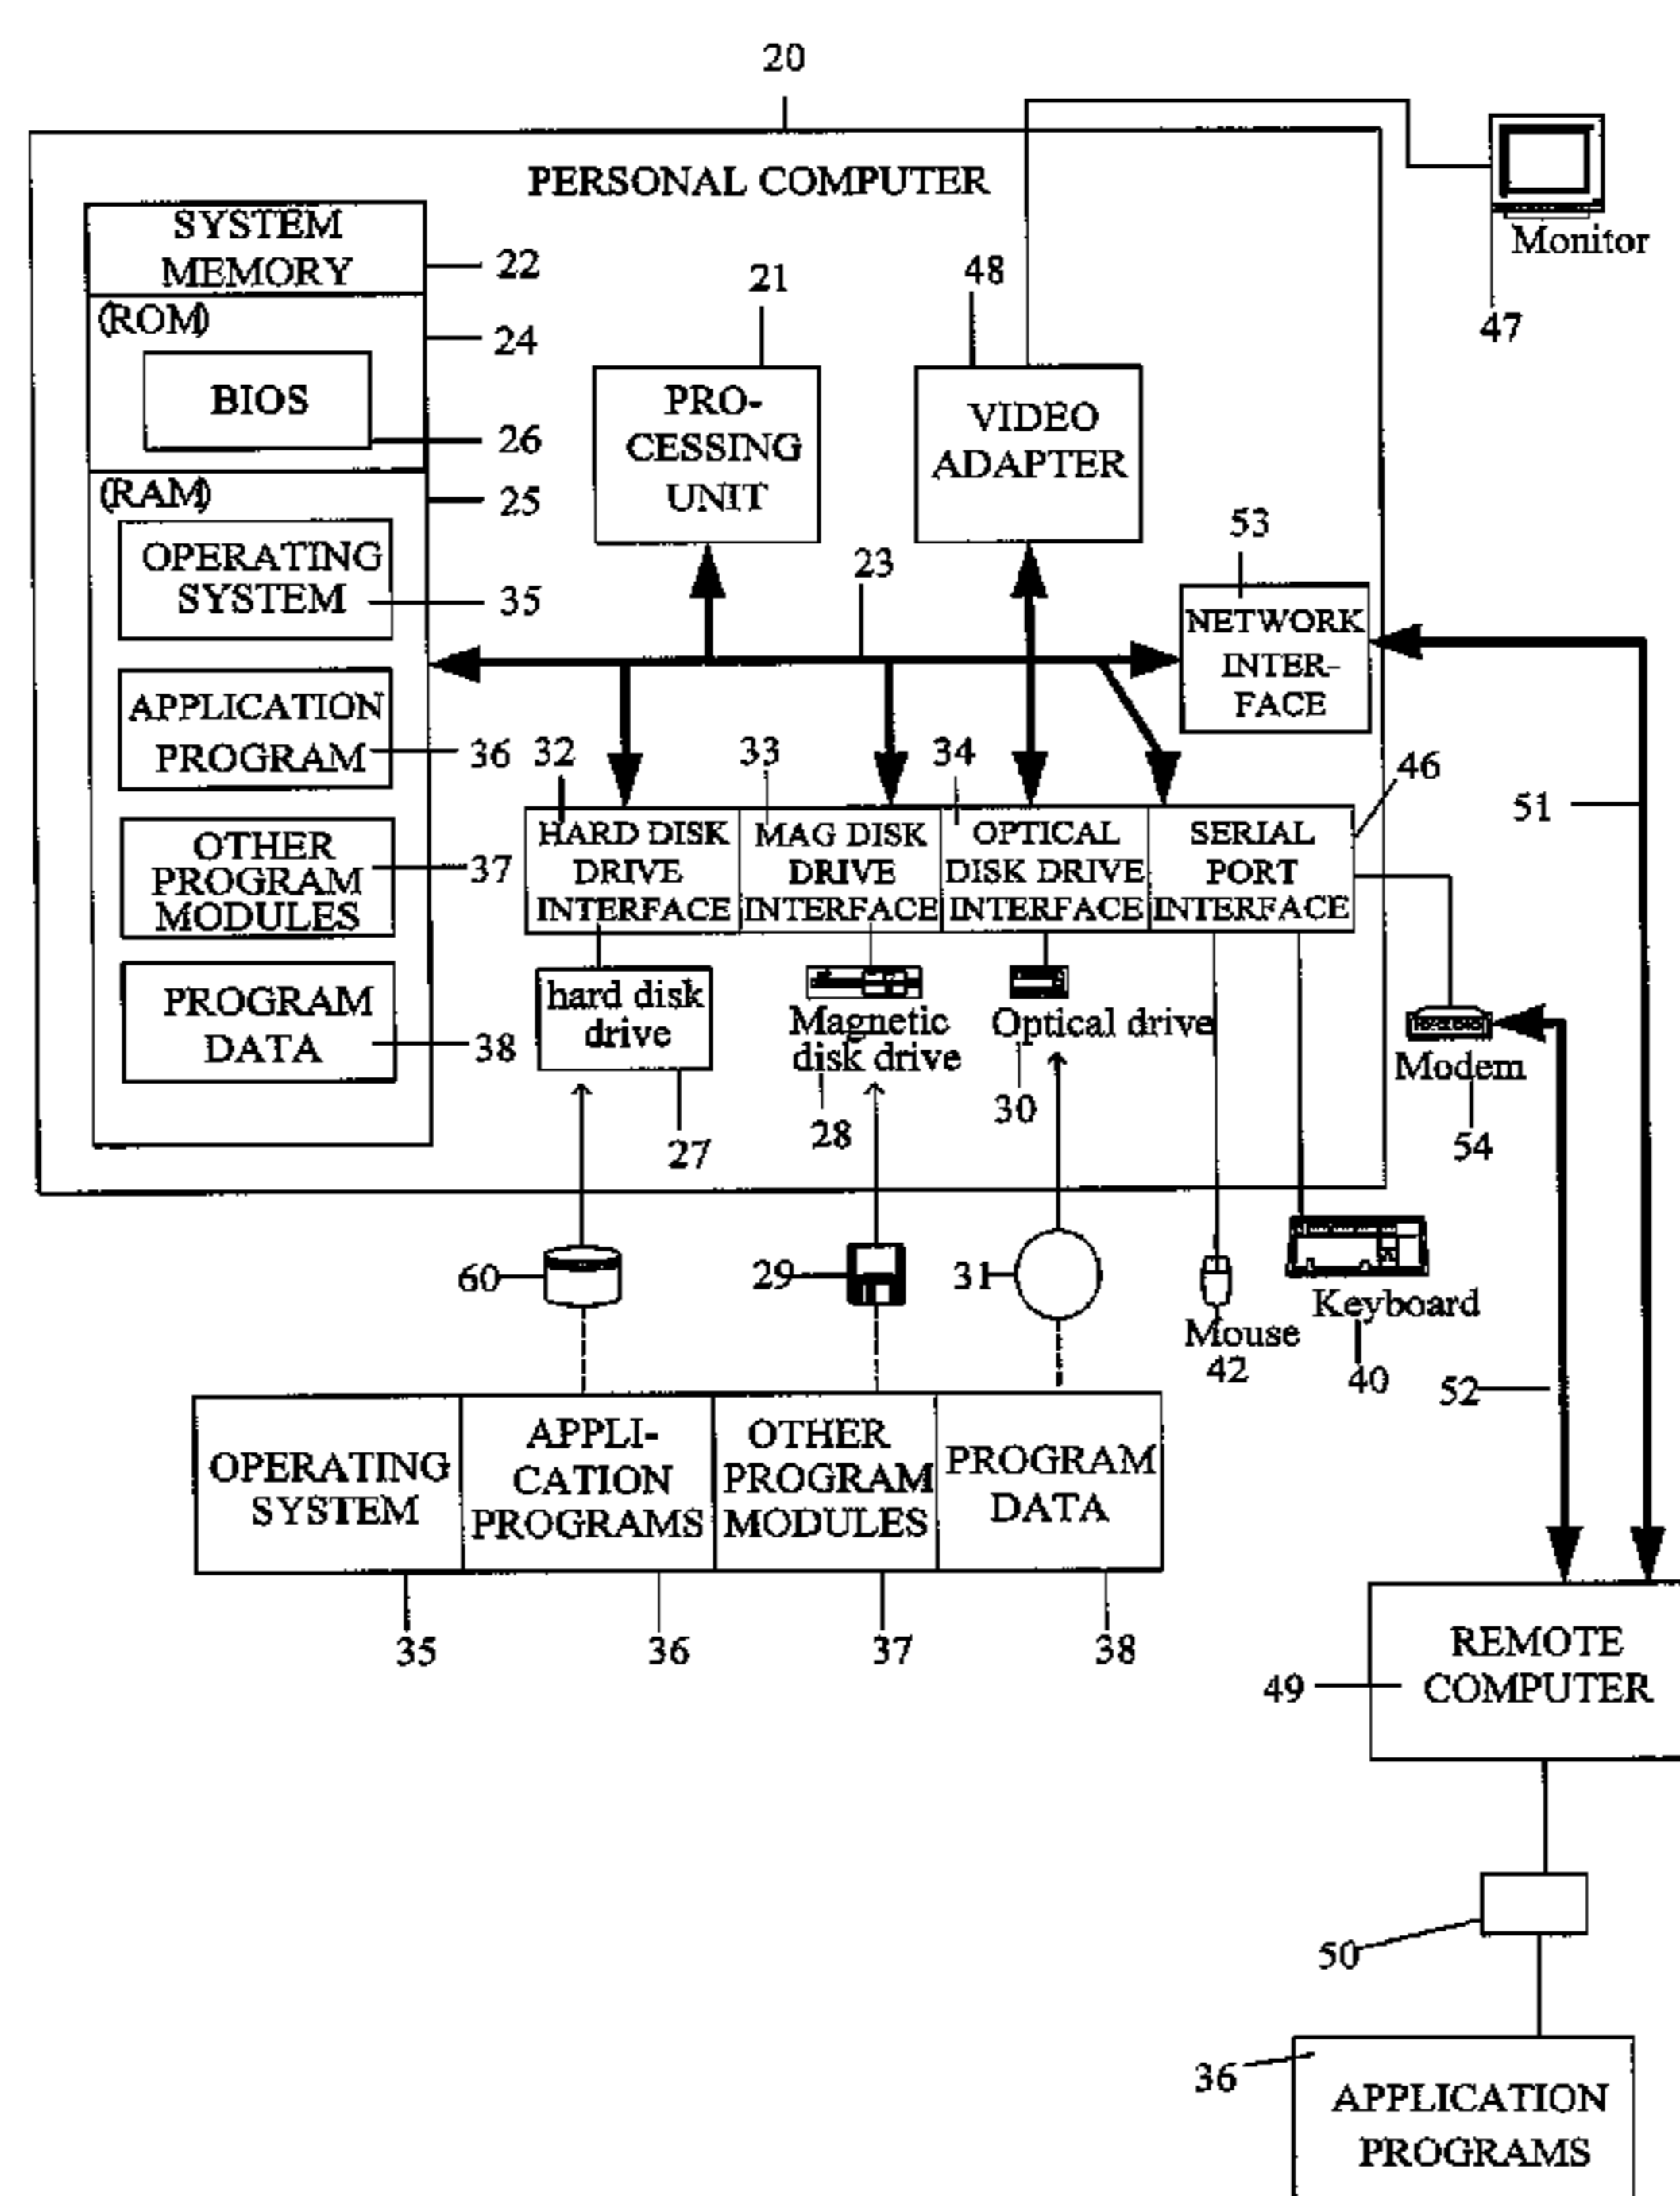 20
PERSONAL COMPUTER
Monitor
47
SYSTEM
MEMORY
22
(ROM)
24
BIOS
26
(RAM)
25
OPERATING
SYSTEM
35
APPLICATION
PROGRAM
36
OTHER
PROGRAM
MODULES
37
PROGRAM
DATA
38
21
PRO-
CESSING
UNIT
48
VIDEO
ADAPTER
23
53
NETWORK
INTER-
FACE
32
HARD DISK
DRIVE
INTERFACE
33
MAG DISK
DRIVE
INTERFACE
34
OPTICAL
DISK DRIVE
INTERFACE
46
SERIAL
PORT
INTERFACE
51
hard disk
drive
27
Magnetic
disk drive
28
Optical drive
30
Modem
54
60
29
31
Mouse
42
Keyboard
40
52
OPERATING
SYSTEM
APPLI-
CATION
PROGRAMS
OTHER
PROGRAM
MODULES
PROGRAM
DATA
35
36
37
38
REMOTE
COMPUTER
49
50
36
APPLICATION
PROGRAMS